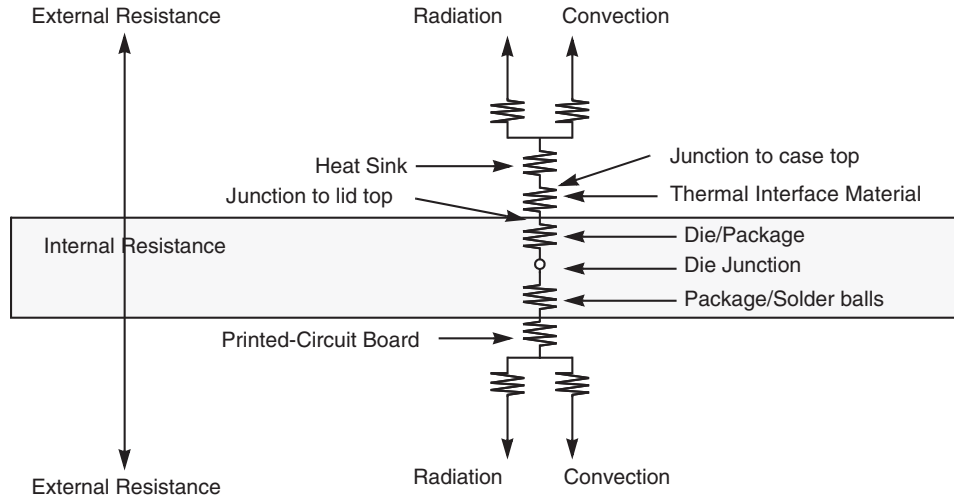 External Resistance
Radiation
Convection
Heat Sink
Junction to case top
Junction to lid top
Thermal Interface Material
Internal Resistance
Die/Package
Die Junction
Package/Solder balls
Printed-Circuit Board
Radiation
Convection
External Resistance